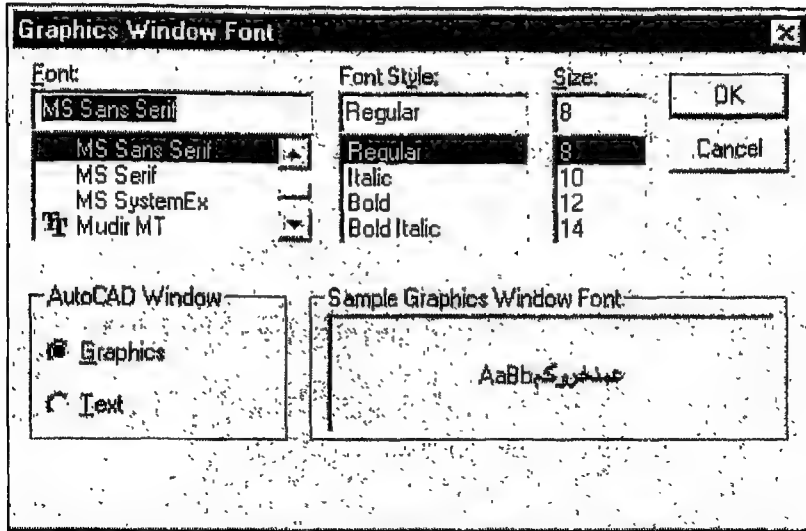 Graphics Window Font
Font:
MS Sans Serif
MS Sans Serif
MS Serif
MS SystemEx
Mudir MT
Font Style:
Regular
Regular
Italic
Bold
Bold Italic
Size:
8
8
10
12
14
OK
Cancel
AutoCAD Window
Graphics
Text
Sample Graphics Window Font
AaBb